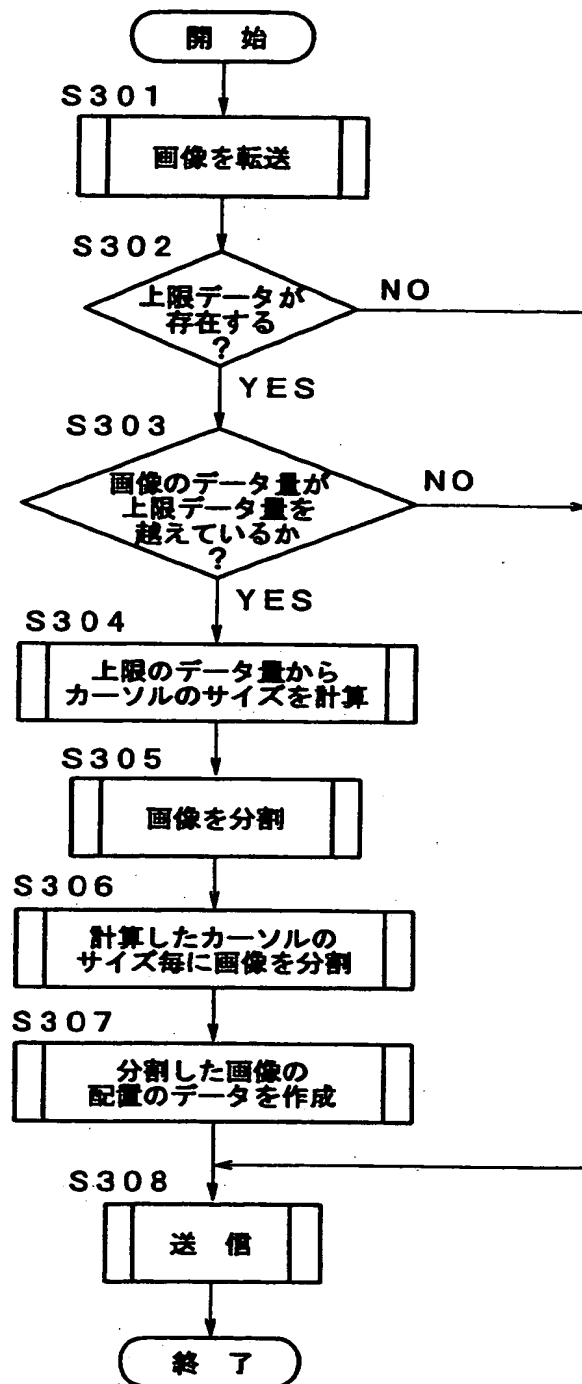 開 始
S301
画像を転送
S302
上限データが
存在する
?
NO
YES
S303
画像のデータ量が
上限データ量を
越えているか
?
NO
YES
S304
上限のデータ量から
カーソルのサイズを計算
S305
画像を分割
S306
計算したカーソルの
サイズ毎に画像を分割
S307
分割した画像の
配置のデータを作成
S308
送 信
終 了